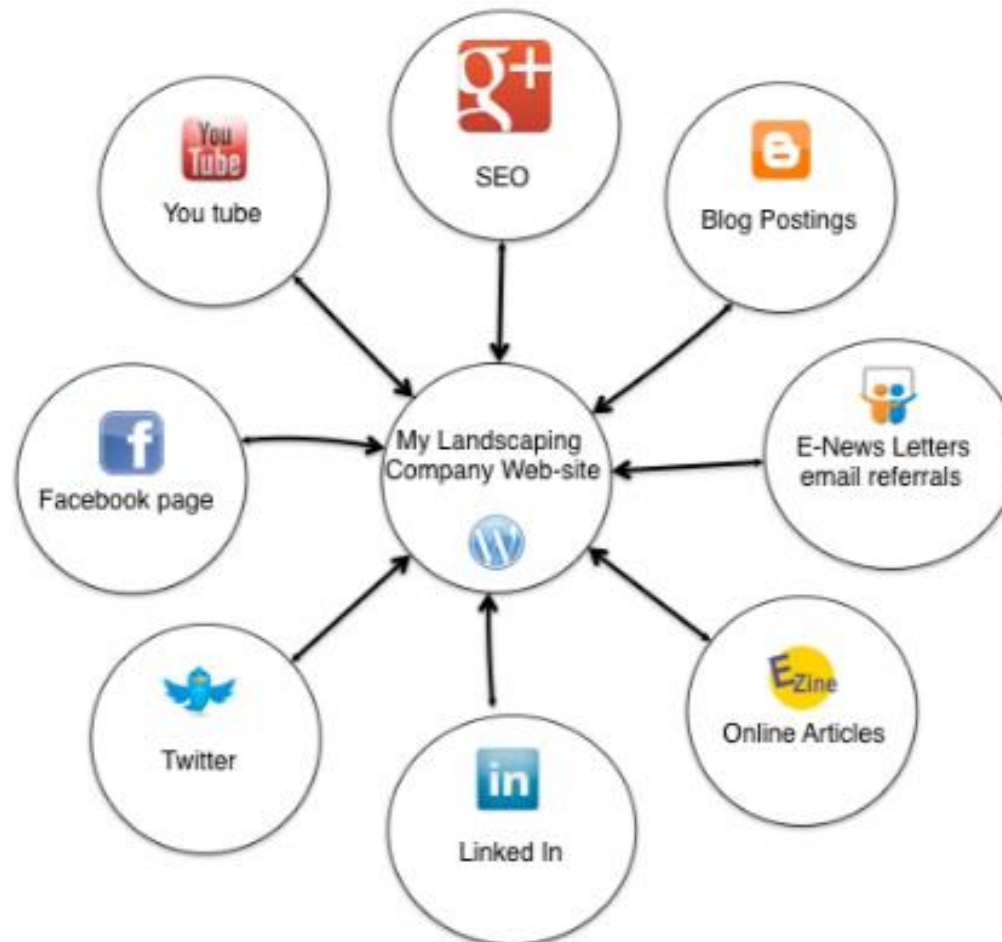 g+
SEO
You
Tube
You tube
B
Blog Postings
f
Facebook page
My Landscaping
Company Web-site
W
E-News Letters
email referrals
Twitter
in
Linked In
E
Zine
Online Articles